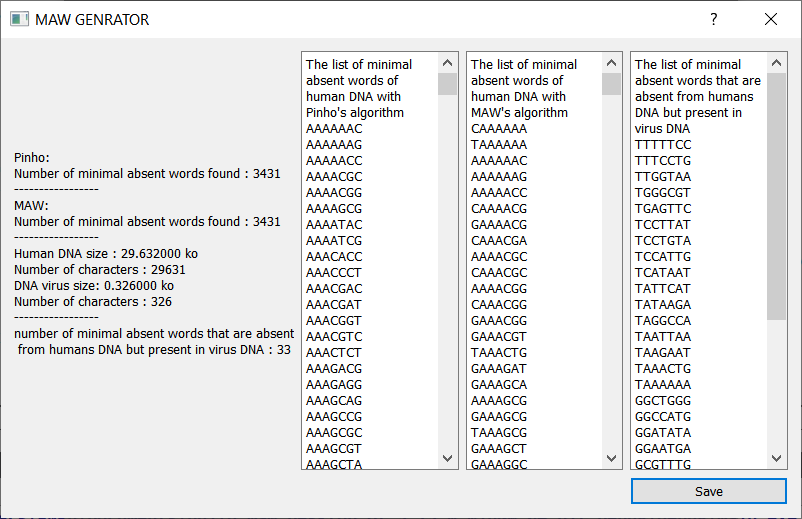 MAW GENRATOR
?
Pinho:
Number of minimal absent words found : 3431
-----------------
MAW:
Number of minimal absent words found : 3431
-----------------
Human DNA size : 29.632000 ko
Number of characters : 29631
DNA virus size: 0.326000 ko
Number of characters : 326
-----------------
number of minimal absent words that are absent
from humans DNA but present in virus DNA : 33
The list of minimal
absent words of
human DNA with
Pinho's algorithm
AAAAAAC
AAAAAAG
AAAAACC
AAAACGC
AAAACGG
AAAAGCG
AAAATAC
AAAATCG
AAACACC
AAACCCT
AAACGAC
AAACGAT
AAACGGT
AAACGTC
AAACTCT
AAAGACG
AAAGAGG
AAAGCAG
AAAGCCG
AAAGCGC
AAAGCGT
AAAGCTA
The list of minimal
absent words of
human DNA with
MAW's algorithm
CAAAAAA
TAAAAAA
AAAAAAC
AAAAAAG
AAAAACC
CAAAACG
GAAAACG
CAAACGA
AAAACGC
AAAACGG
CAAACGG
GAAACGG
GAAACGT
TAAACTG
GAAAGAT
GAAAGCA
AAAAGCG
GAAAGCG
TAAAGCG
GAAAGCT
GAAAGGC
The list of minimal
absent words that are
absent from humans
DNA but present in
virus DNA
TTTTTCC
TTTCCTG
TTGGTAA
TGGGCGT
TGAGTTC
TCCTTAT
TCCTGTA
TCCATTG
TCATAAT
TATTCAT
TATAAGA
TAGGCCA
TAATTAA
TAAGAAT
TAAACTG
TAAAAAA
GGCTGGG
GGCCATG
GGATATA
GGAATGA
GCGTTTG
Save